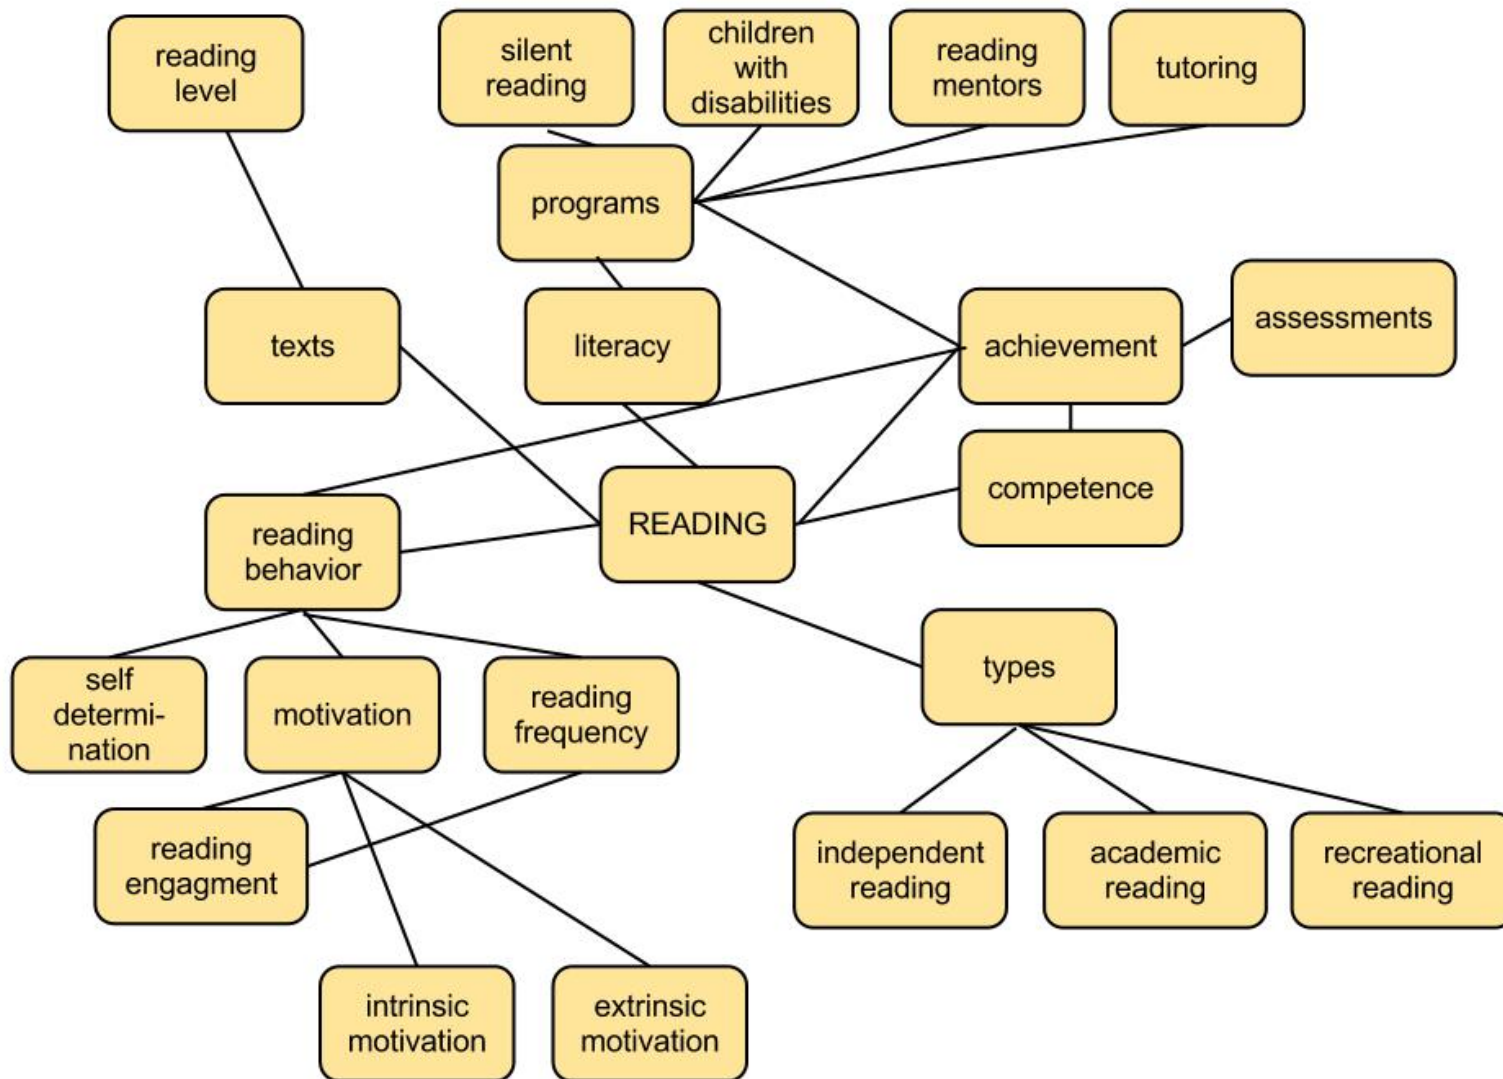 reading
level
silent
reading
children
with
disabilities
reading
mentors
tutoring
programs
texts
literacy
achievement
assessments
competence
READING
reading
behavior
types
self
determi-
nation
motivation
reading
frequency
reading
engagment
independent
reading
academic
reading
recreational
reading
intrinsic
motivation
extrinsic
motivation